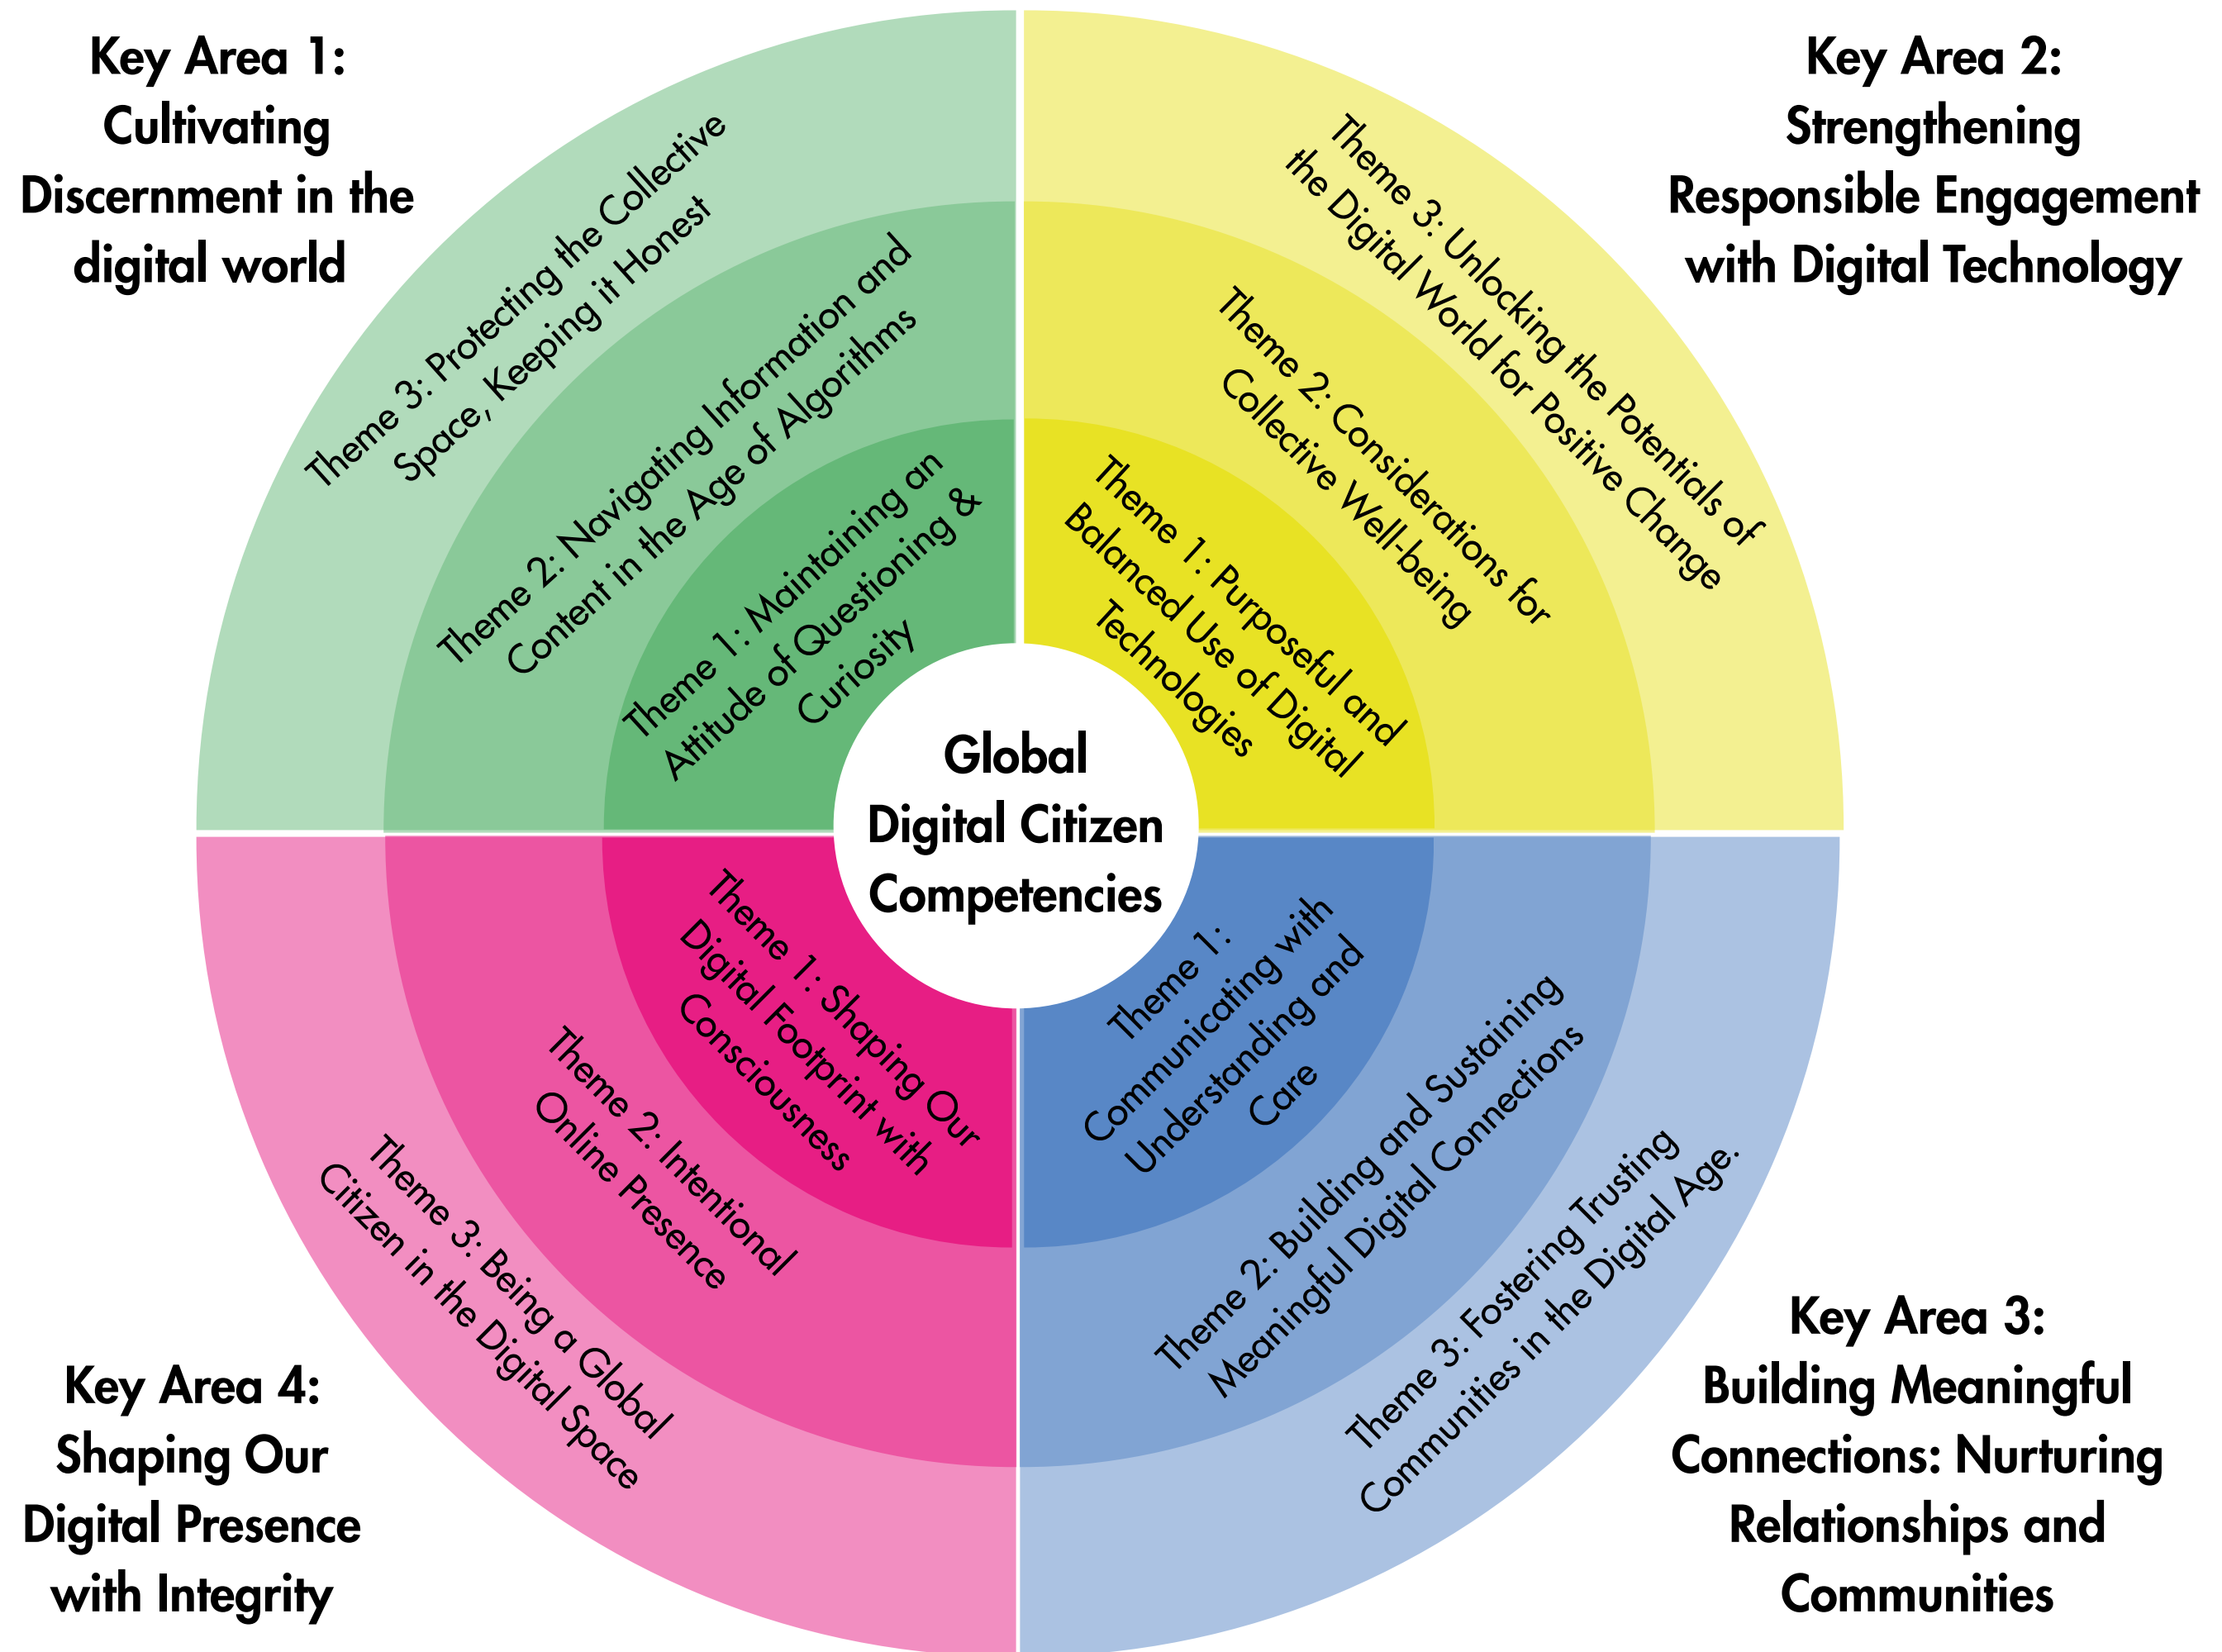 Key Area 1:
Cultivating
Discernment in the
digital world
Theme 3: Protecting the Collective
Space, Keeping it Honest
Theme 2: Navigating Information and
Content in the Age of Algorithms
Theme 1: Maintaining an
Attitude of Questioning &
Curiosity
Key Area 2:
Strengthening
Responsible Engagement
with Digital Technology
Theme 3: Unlocking the Potentials of
the Digital World for Positive Change
Theme 2: Considerations for
Collective Well-being
Theme 1: Purposeful and
Balanced Use of Digital
Technologies
Global
Digital Citizen
Competencies
Theme 1: Shaping Our
Digital Footprint with
Consciousness
Theme 2: Intentional
Online Presence
Theme 3: Being a Global
Citizen in the Digital Space
Key Area 4:
Shaping Our
Digital Presence
with Integrity
Theme 1:
Communicating with
Understanding and
Care
Theme 2: Building and Sustaining
Meaningful Digital Connections
Theme 3: Fostering Trusting
Communities in the Digital Age.
Key Area 3:
Building Meaningful
Connections: Nurturing
Relationships and
Communities